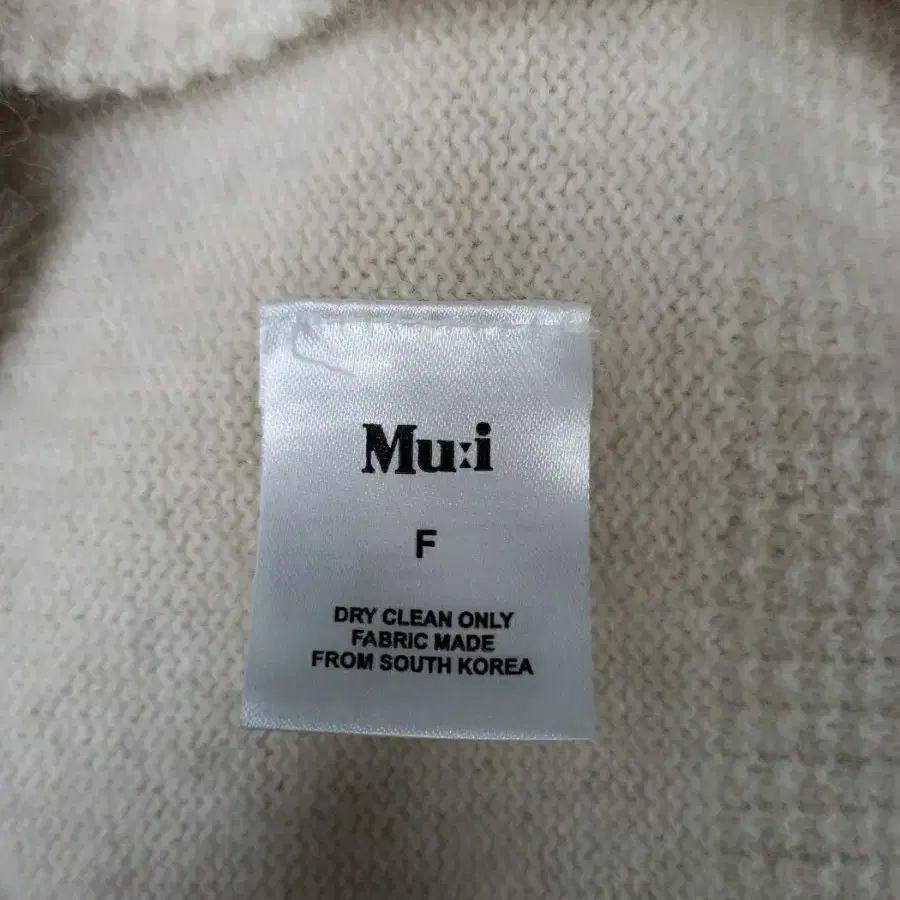 Mu:i
F
DRY CLEAN ONLY
FABRIC MADE
FROM SOUTH KOREA